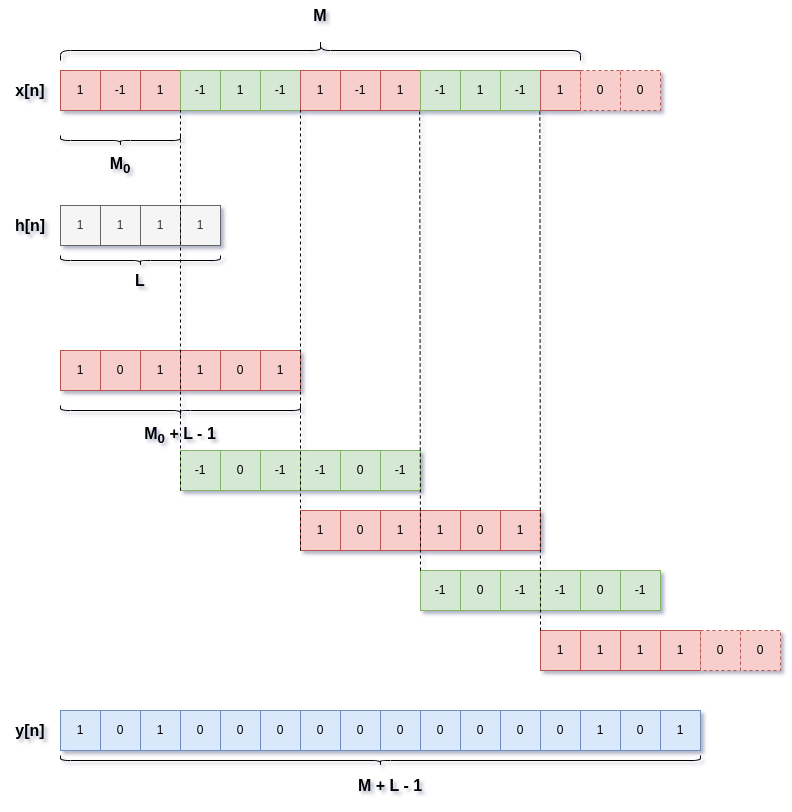 M
x[n] 1 -1 1 -1 1 -1 1 -1 1 -1 1 -1 1 0 0
M₀
h[n] 1 1 1 1
L
1 0 1 1 0 1
M₀ + L - 1
-1 0 -1 -1 0 -1
1 0 1 1 0 1
-1 0 -1 -1 0 -1
1 1 1 1 0 0
y[n] 1 0 1 0 0 0 0 0 0 0 0 0 0 1 0 1
M + L - 1